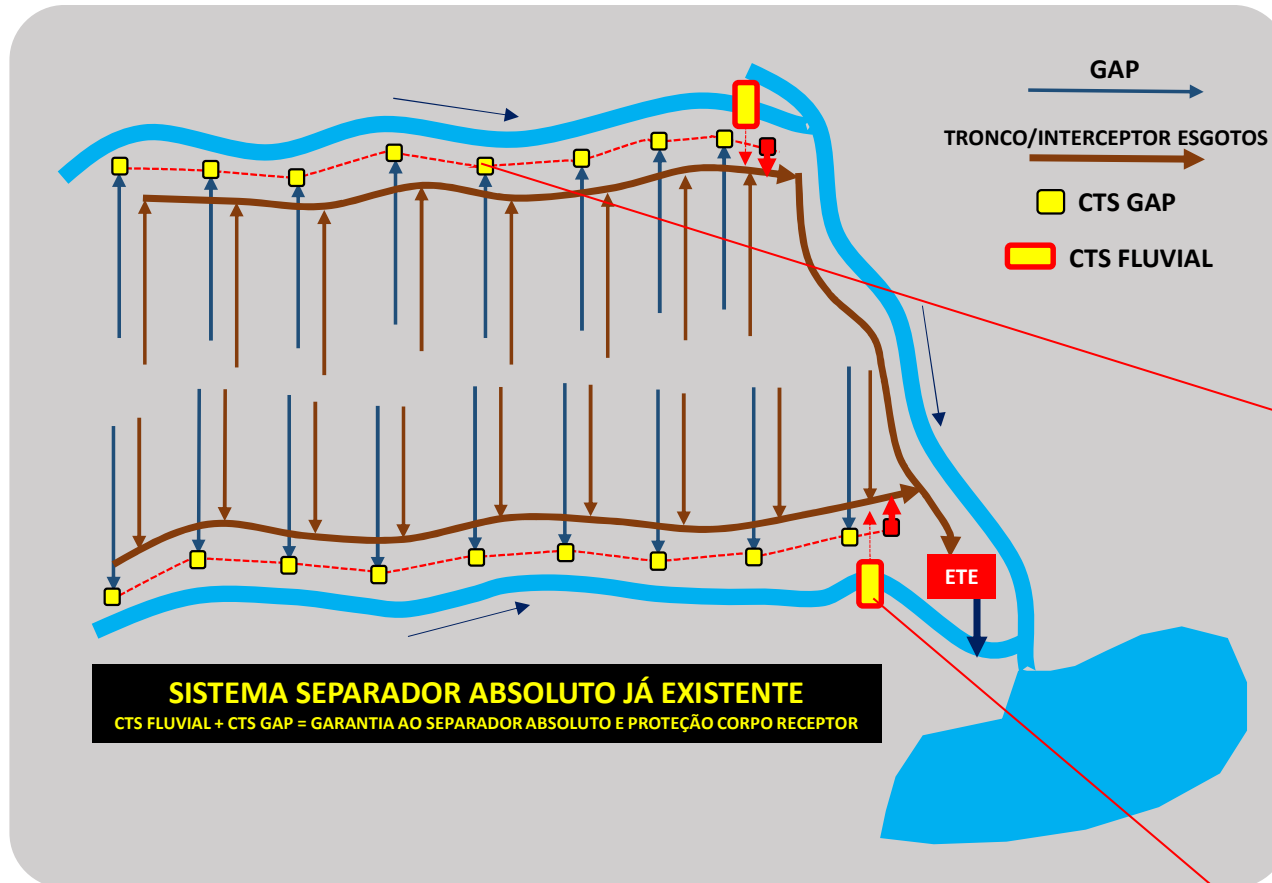 GAP
TRONCO/INTERCEPTOR ESGOTOS
CTS GAP
CTS FLUVIAL
ETE
SISTEMA SEPARADOR ABSOLUTO JÁ EXISTENTE
CTS FLUVIAL + CTS GAP = GARANTIA AO SEPARADOR ABSOLUTO E PROTEÇÃO CORPO RECEPTOR